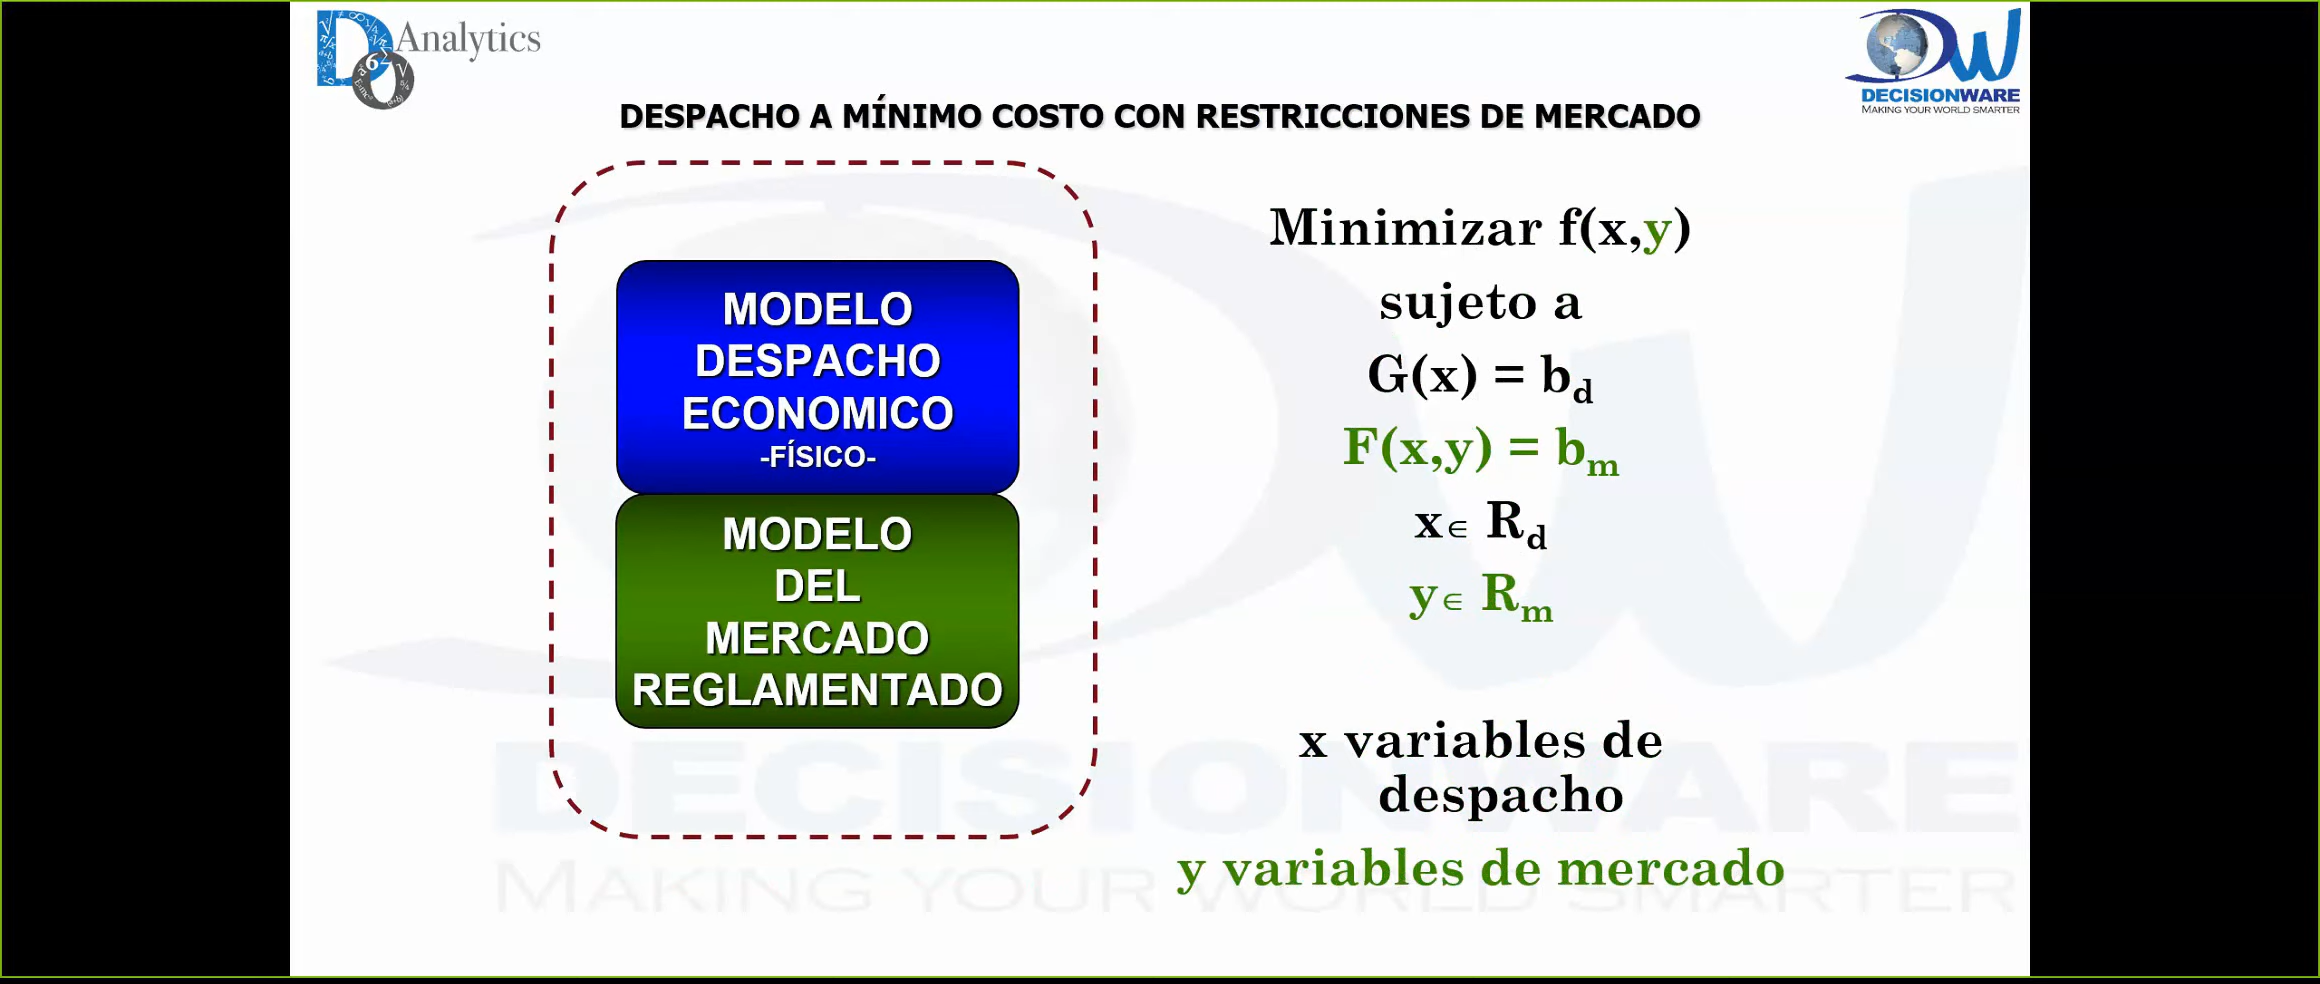 Analytics
DECISIONWARE
MAKING YOUR WORLD SMARTER
DESPACHO A MÍNIMO COSTO CON RESTRICCIONES DE MERCADO
MODELO
DESPACHO
ECONOMICO
-FÍSICO-
MODELO
DEL
MERCADO
REGLAMENTADO
Minimizar f(x,y)
sujeto a
G(x) = b_d
F(x,y) = b_m
x∈ R_d
y∈ R_m
x variables de
despacho
y variables de mercado
DECISIONWARE
MAKING YOUR WORLD SMARTER